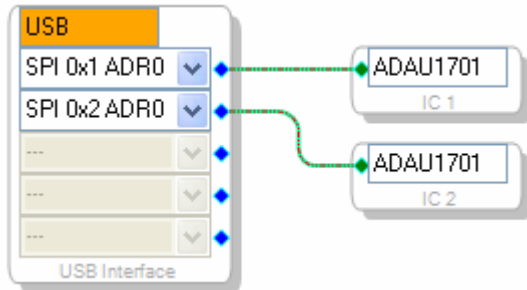 USB
SPI 0x1 ADR0
SPI 0x2 ADR0
---
---
---
USB Interface
ADAU1701
IC 1
ADAU1701
IC 2